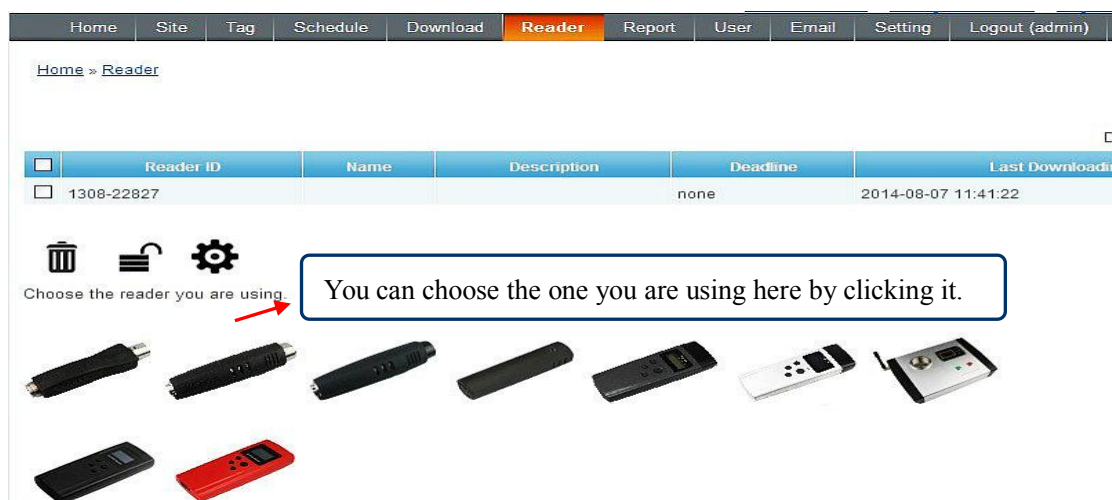 Home Site Tag Schedule Download Reader Report User Email Setting Logout (admin)
Home » Reader
Reader ID Name Description Deadline Last
1308-22827 none 2014-08-07 11:41:22
Choose the reader you are using.
You can choose the one you are using here by clicking it.